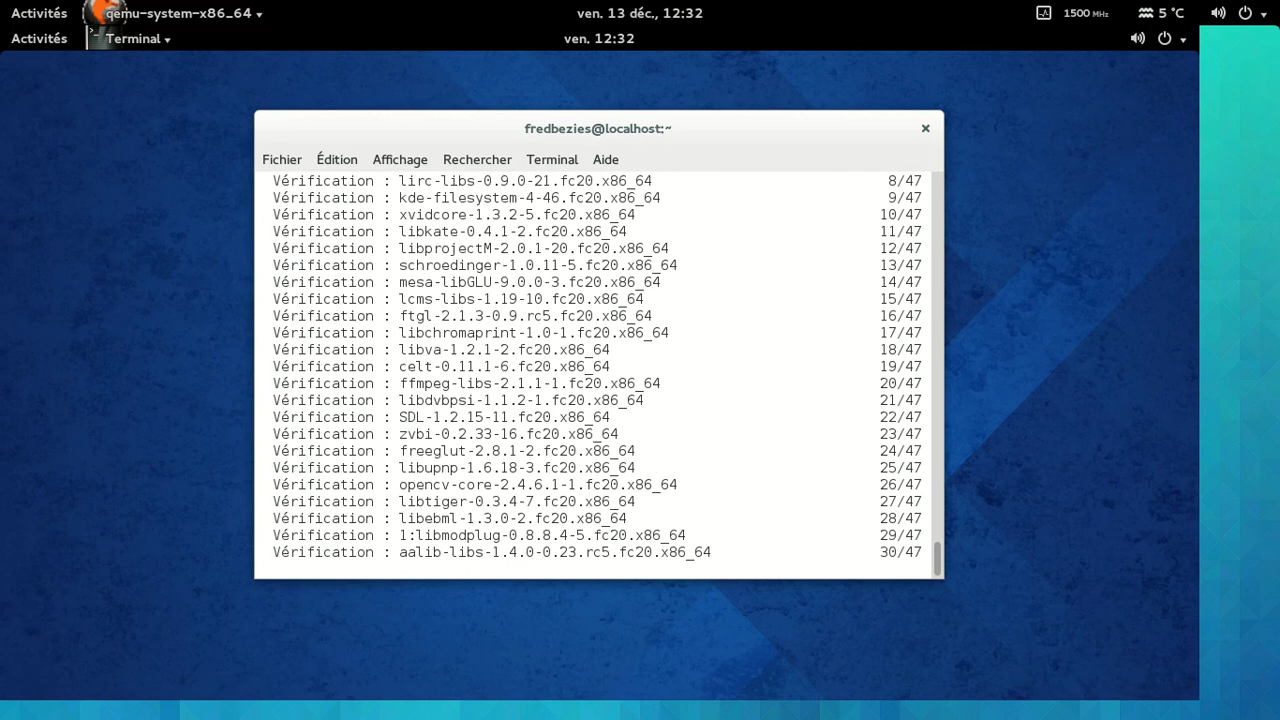 Activités qemu-system-x86_64 ven. 13 déc., 12:32 1500 MHz 5 °C
Activités Terminal ven. 12:32
fredbezies@localhost:~
Fichier Édition Affichage Rechercher Terminal Aide
Vérification : lirc-libs-0.9.0-21.fc20.x86_64 8/47
Vérification : kde-filesystem-4-46.fc20.x86_64 9/47
Vérification : xvidcore-1.3.2-5.fc20.x86_64 10/47
Vérification : libkate-0.4.1-2.fc20.x86_64 11/47
Vérification : libprojectM-2.0.1-20.fc20.x86_64 12/47
Vérification : schroedinger-1.0.11-5.fc20.x86_64 13/47
Vérification : mesa-libGLU-9.0.0-3.fc20.x86_64 14/47
Vérification : lcms-libs-1.19-10.fc20.x86_64 15/47
Vérification : ftgl-2.1.3-0.9.rc5.fc20.x86_64 16/47
Vérification : libchromaprint-1.0-1.fc20.x86_64 17/47
Vérification : libva-1.2.1-2.fc20.x86_64 18/47
Vérification : celt-0.11.1-6.fc20.x86_64 19/47
Vérification : ffmpeg-libs-2.1.1-1.fc20.x86_64 20/47
Vérification : libdvbpsi-1.1.2-1.fc20.x86_64 21/47
Vérification : SDL-1.2.15-11.fc20.x86_64 22/47
Vérification : zvbi-0.2.33-16.fc20.x86_64 23/47
Vérification : freeglut-2.8.1-2.fc20.x86_64 24/47
Vérification : libupnp-1.6.18-3.fc20.x86_64 25/47
Vérification : opencv-core-2.4.6.1-1.fc20.x86_64 26/47
Vérification : libtiger-0.3.4-7.fc20.x86_64 27/47
Vérification : libebml-1.3.0-2.fc20.x86_64 28/47
Vérification : 1:libmodplug-0.8.8.4-5.fc20.x86_64 29/47
Vérification : aalib-libs-1.4.0-0.23.rc5.fc20.x86_64 30/47